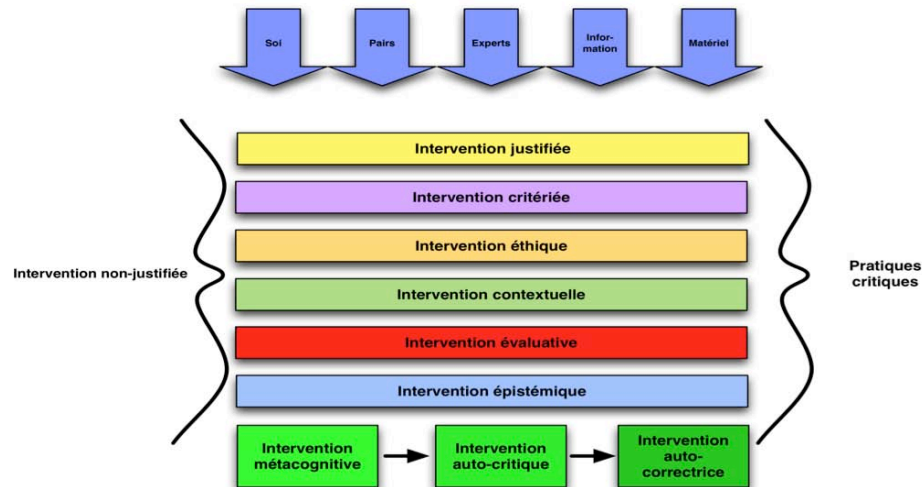 Soi
Pairs
Experts
Infor-
mation
Matériel
Intervention justifiée
Intervention critériée
Intervention éthique
Intervention non-justifiée
Intervention contextuelle
Pratiques
critiques
Intervention évaluative
Intervention épistémique
Intervention
métacognitive
Intervention
auto-critique
Intervention
auto-
correctrice